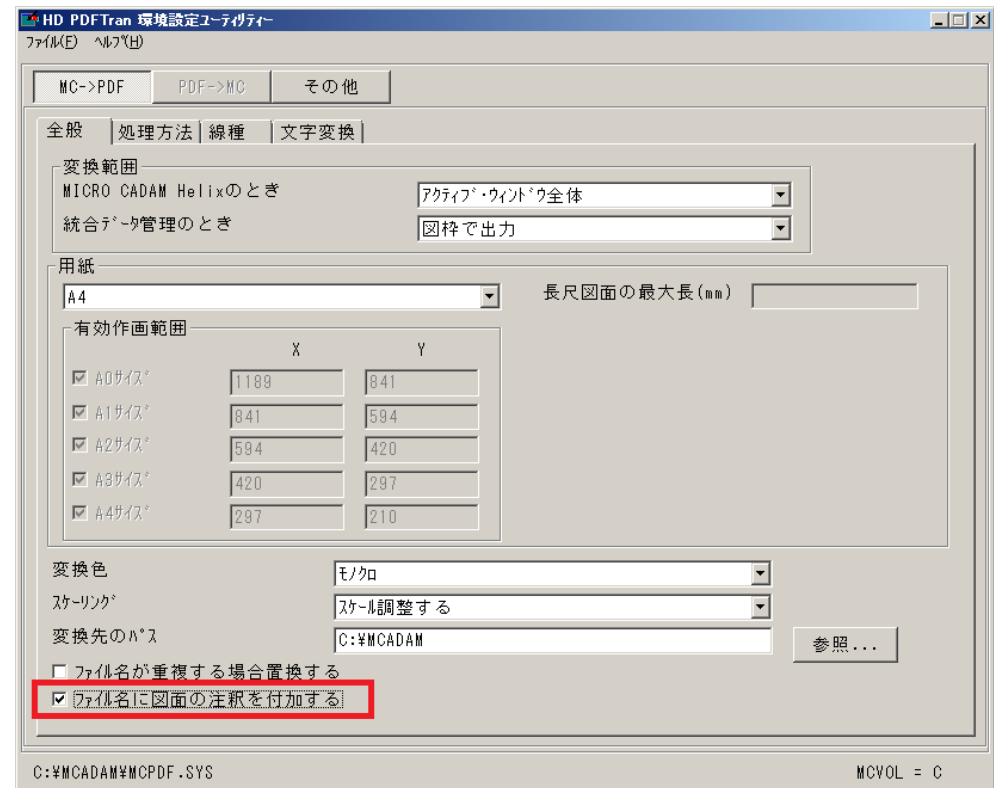 HD PDFTran 環境設定ﾕｰﾃｨﾘﾃｨｰ
ﾌｧｲﾙ(F) ﾍﾙﾌﾟ(H)
MC->PDF PDF->MC その他
全般 処理方法 線種 文字変換
変換範囲
MICRO CADAM Helixのとき ｱｸﾃｨﾌﾞ･ｳｨﾝﾄﾞｳ全体
統合ﾃﾞｰﾀ管理のとき 図枠で出力
用紙
A4 長尺図面の最大長(mm)
有効作画範囲
X Y
A0ｻｲｽﾞ 1189 841
A1ｻｲｽﾞ 841 594
A2ｻｲｽﾞ 594 420
A3ｻｲｽﾞ 420 297
A4ｻｲｽﾞ 297 210
変換色 ﾓﾉｸﾛ
ｽｹｰﾘﾝｸﾞ ｽｹｰﾙ調整する
変換先のﾊﾟｽ C:¥MCADAM 参照...
ﾌｧｲﾙ名が重複する場合置換する
ﾌｧｲﾙ名に図面の注釈を付加する
C:¥MCADAM¥MCPDF.SYS MCVOL = C